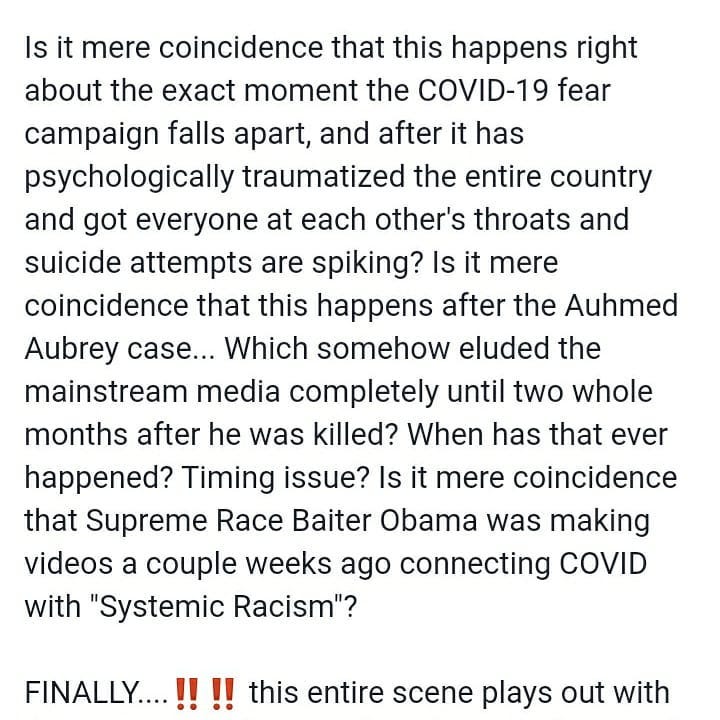 Is it mere coincidence that this happens right
about the exact moment the COVID-19 fear
campaign falls apart, and after it has
psychologically traumatized the entire country
and got everyone at each other's throats and
suicide attempts are spiking? Is it mere
coincidence that this happens after the Auhmed
Aubrey case... Which somehow eluded the
mainstream media completely until two whole
months after he was killed? When has that ever
happened? Timing issue? Is it mere coincidence
that Supreme Race Baiter Obama was making
videos a couple weeks ago connecting COVID
with "Systemic Racism"?
FINALLY....‼️ ‼️ this entire scene plays out with